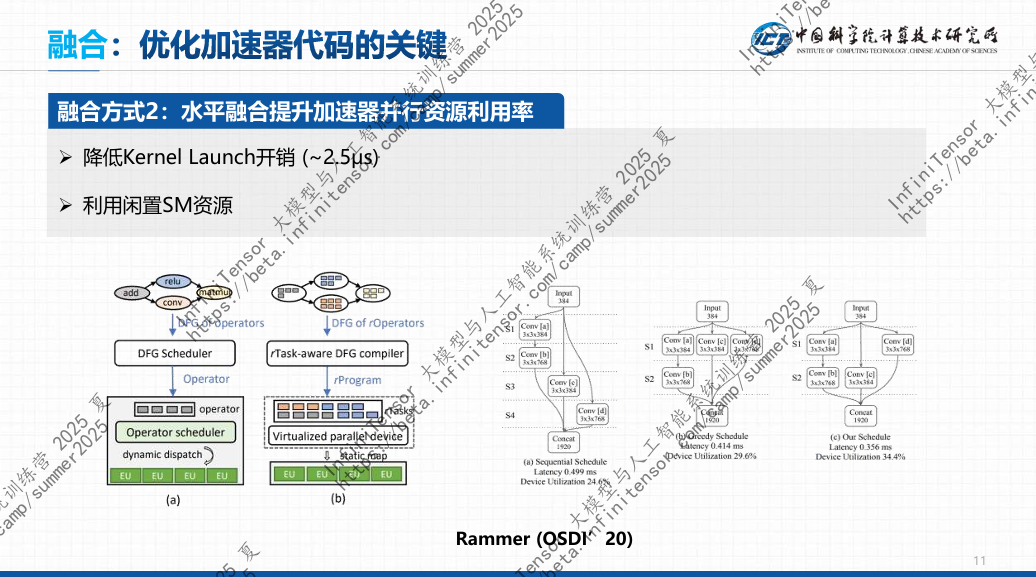 融合：优化加速器代码的关键
中国科学院计算技术研究所
INSTITUTE OF COMPUTING TECHNOLOGY, CHINESE ACADEMY OF SCIENCES
融合方式2：水平融合提升加速器并行资源利用率
➢ 降低Kernel Launch开销 (~2.5μs)
➢ 利用闲置SM资源
add
relu
conv
matmul
DFG of operators
DFG Scheduler
Operator
operator
Operator scheduler
dynamic dispatch
EU EU EU EU
(a)
DFG of rOperators
rTask-aware DFG compiler
rProgram
rTasks
Virtualized parallel device
static map
EU EU EU EU
(b)
Input
384
S1
Conv [a]
3x3x384
S2
Conv [b]
3x3x768
S3
Conv [c]
3x3x384
S4
Conv [d]
3x3x768
Concat
1920
(a) Sequential Schedule
Latency 0.499 ms
Device Utilization 24.6%
Input
384
S1
Conv [a]
3x3x384
Conv [c]
3x3x384
Conv [d]
3x3x768
S2
Conv [b]
3x3x768
Concat
1920
(b) Greedy Schedule
Latency 0.414 ms
Device Utilization 29.6%
Input
384
S1
Conv [a]
3x3x384
Conv [d]
3x3x768
S2
Conv [b]
3x3x768
Conv [c]
3x3x384
Concat
1920
(c) Our Schedule
Latency 0.356 ms
Device Utilization 34.4%
Rammer (OSDI' 20)
11
InfiniTensor 大模型与人工智能系统训练营 2025 夏
https://beta.infinitensor.com/camp/summer2025